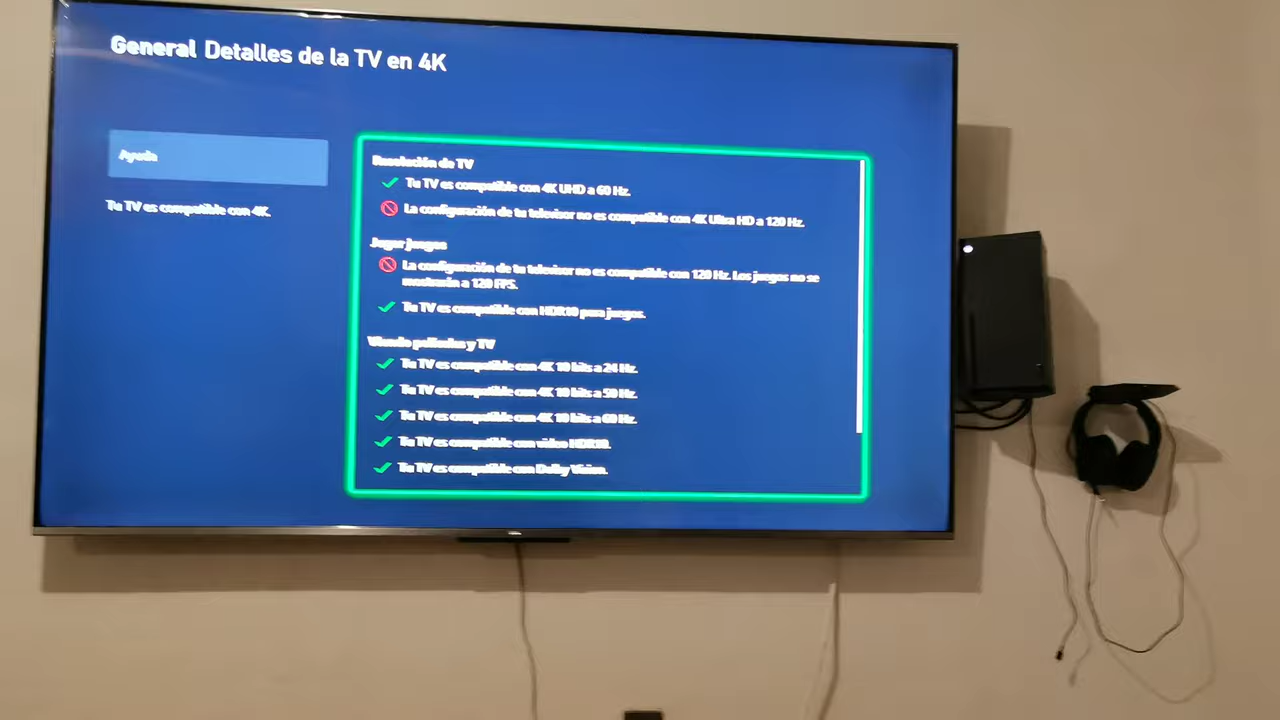 General Detalles de la TV en 4K
Ayuda
Tu TV es compatible con 4K.
Resolución de TV
Tu TV es compatible con 4K UHD a 60 Hz.
La configuración de tu televisor no es compatible con 4K Ultra HD a 120 Hz.
Jugar juegos
La configuración de tu televisor no es compatible con 120 Hz. Los juegos no se
mostrarán a 120 FPS.
Tu TV es compatible con HDR10 para juegos.
Viendo películas y TV
Tu TV es compatible con 4K 10 bits a 24 Hz.
Tu TV es compatible con 4K 10 bits a 50 Hz.
Tu TV es compatible con 4K 10 bits a 60 Hz.
Tu TV es compatible con video HDR10.
Tu TV es compatible con Dolby Vision.